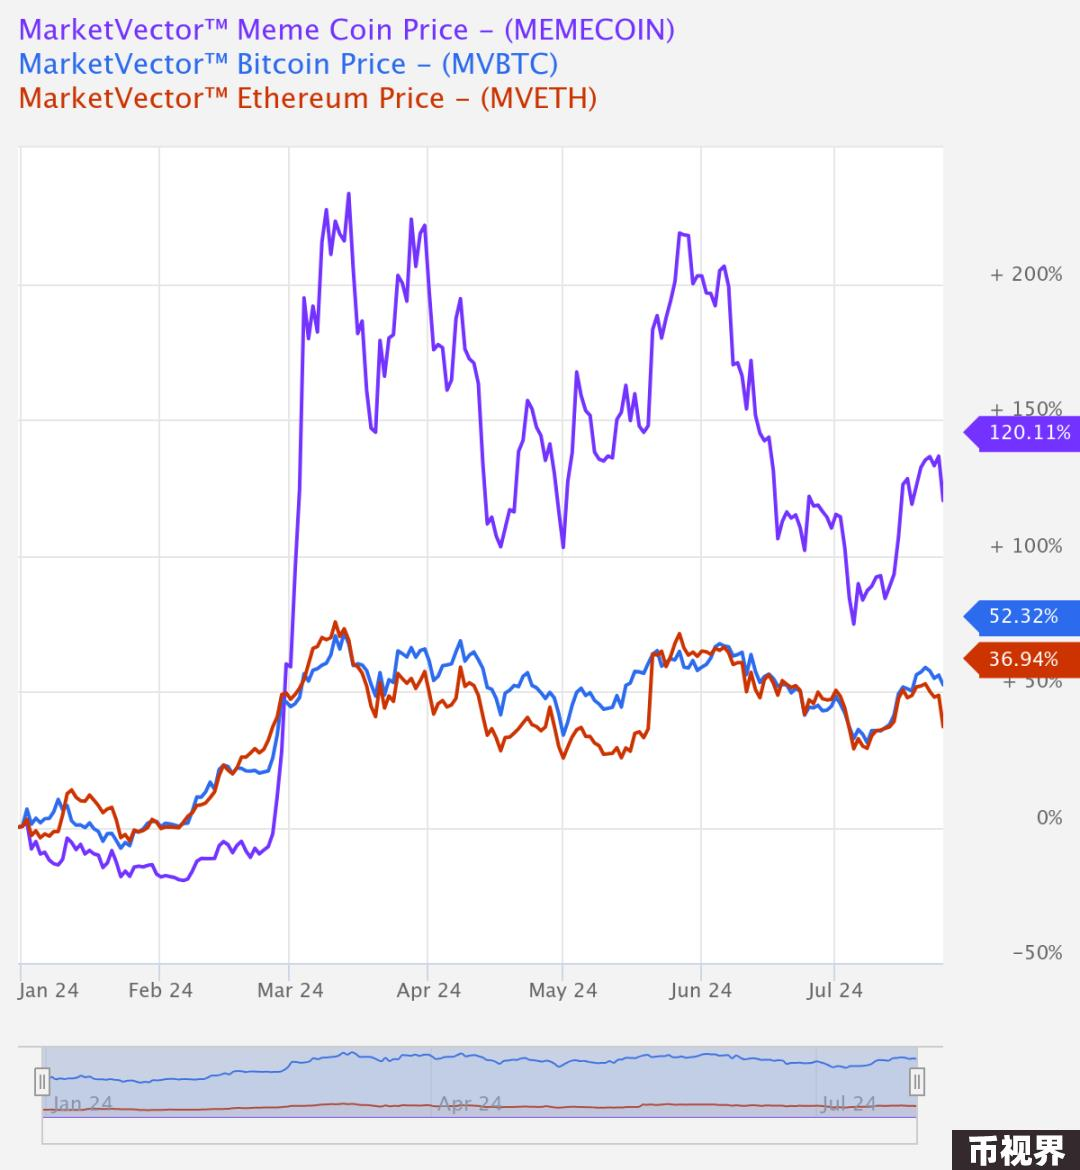 MarketVector™ Meme Coin Price – (MEMECOIN)
MarketVector™ Bitcoin Price – (MVBTC)
MarketVector™ Ethereum Price – (MVETH)
+ 200%
+ 150%
120.11%
+ 100%
52.32%
36.94%
+ 50%
0%
−50%
Jan 24 Feb 24 Mar 24 Apr 24 May 24 Jun 24 Jul 24
Jan 24 Apr 24 Jul 24
币视界